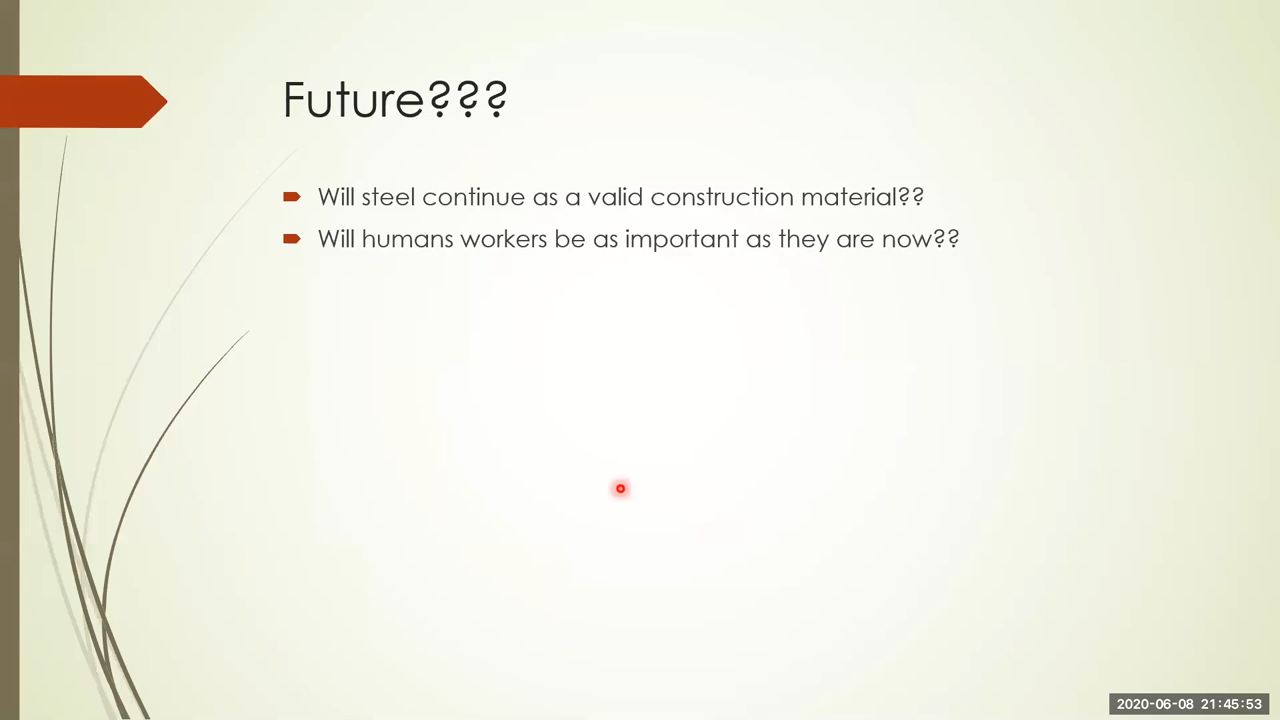 Future???
Will steel continue as a valid construction material??
Will humans workers be as important as they are now??
2020-06-08 21:45:53